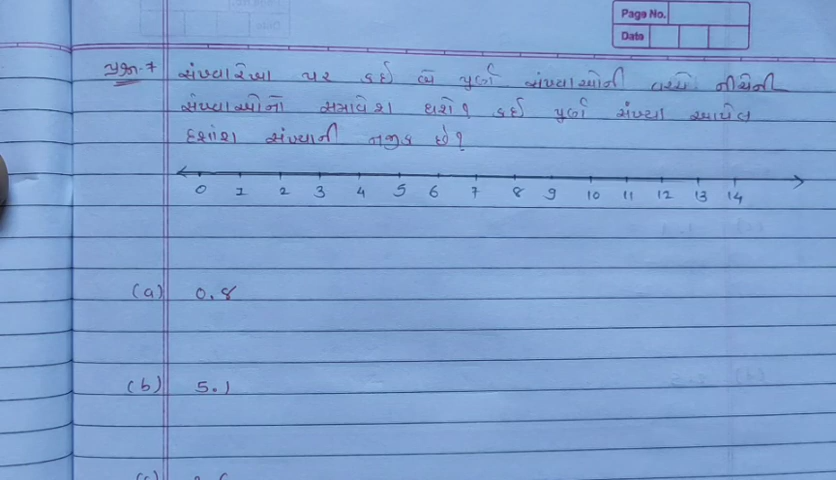 Page No.
Date
પ્રશ્ન-7 સંખ્યારેખા પર કઈ બે પૂર્ણ સંખ્યાઓની વચ્ચે નીચેની
સંખ્યાઓનો સમાવેશ થશે? કઈ પૂર્ણ સંખ્યા આપેલ
દશાંશ સંખ્યાની નજીક છે?
0 1 2 3 4 5 6 7 8 9 10 11 12 13 14
(a) 0.8
(b) 5.1